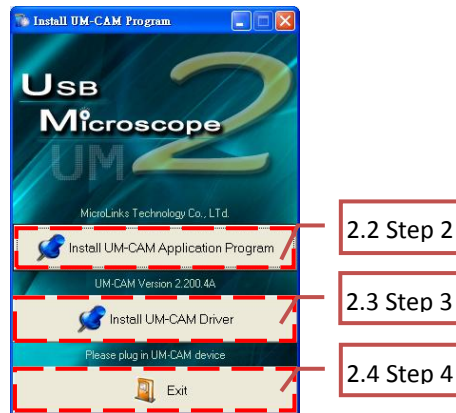 Install UM-CAM Program
USB
Microscope
2
UM
MicroLinks Technology Co., LTd.
Install UM-CAM Application Program
2.2 Step 2
UM-CAM Version 2.200.4A
Install UM-CAM Driver
2.3 Step 3
Please plug in UM-CAM device
Exit
2.4 Step 4